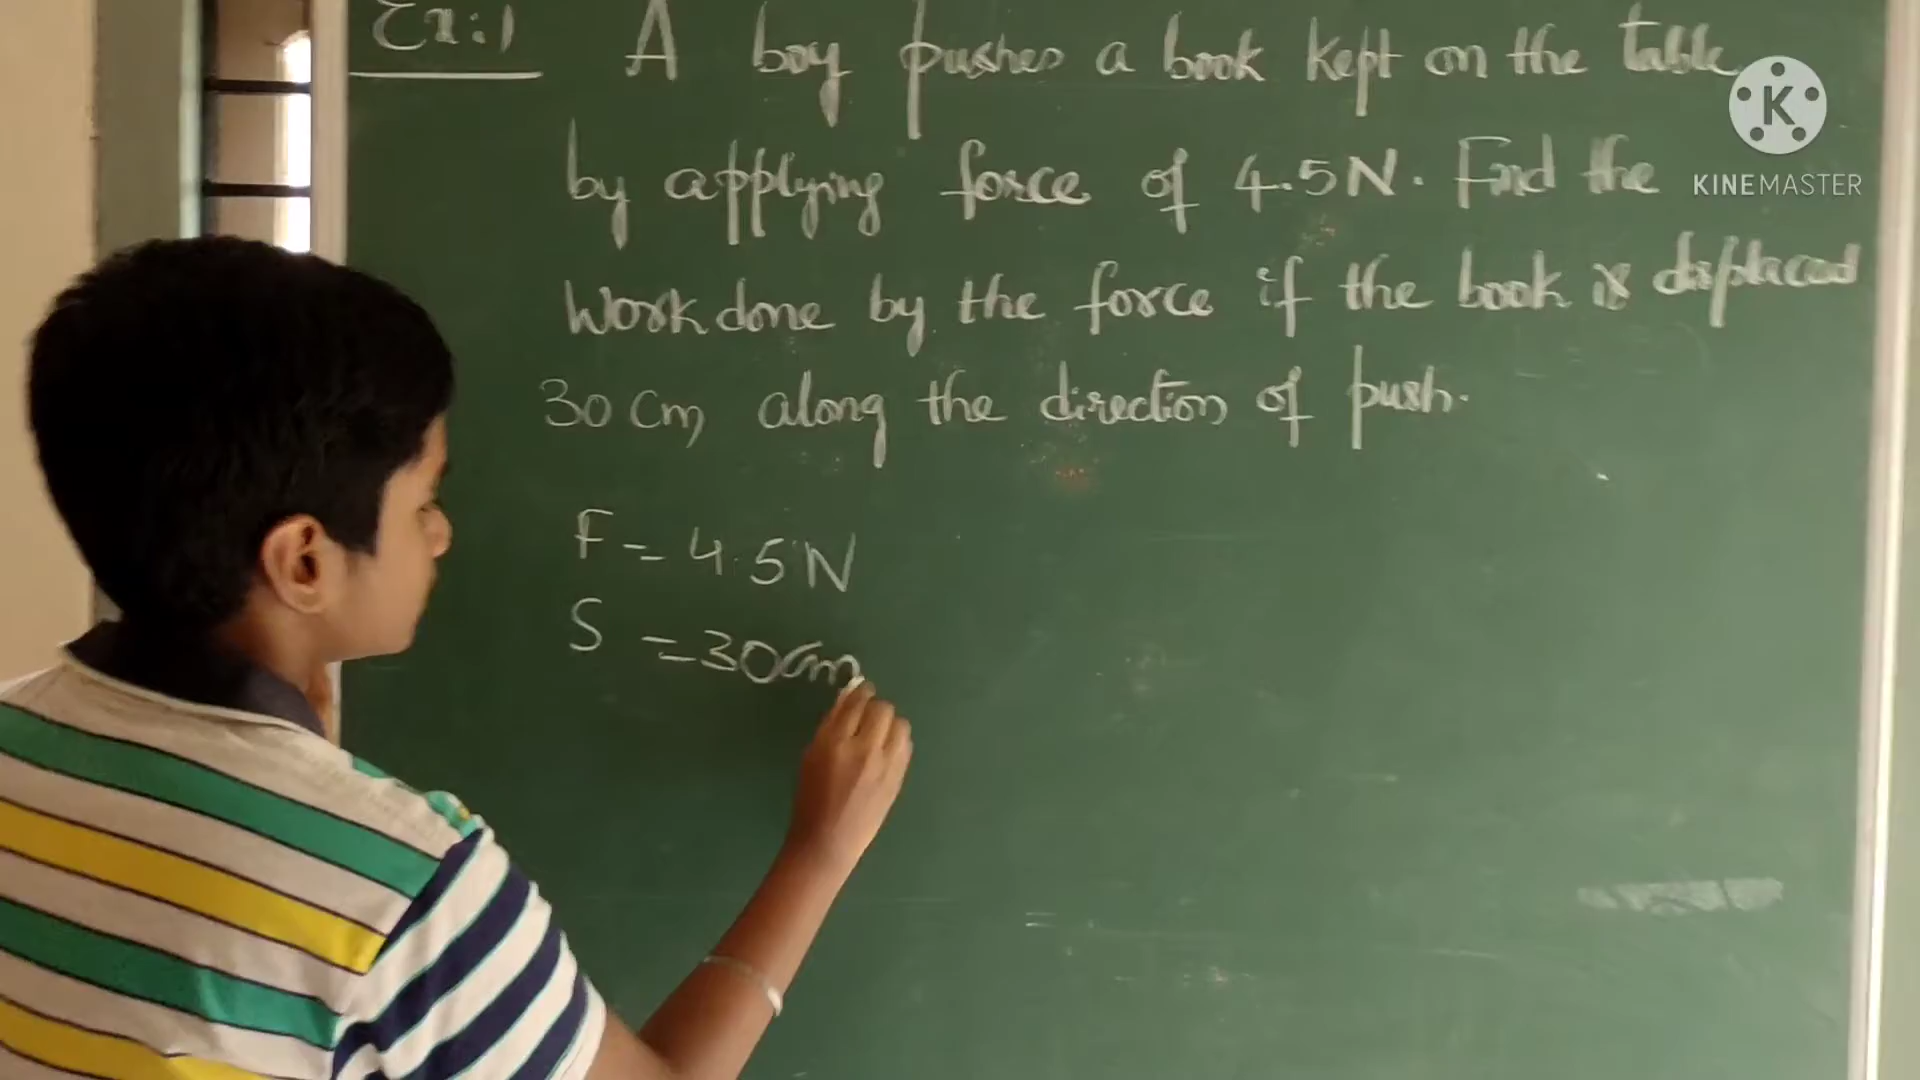 Ex:1 A boy pushes a book kept on the table
by applying force of 4.5N. Find the
Work done by the force if the book is displaced
30 cm along the direction of push.
F = 4.5 N
S = 30cm
K
KINEMASTER